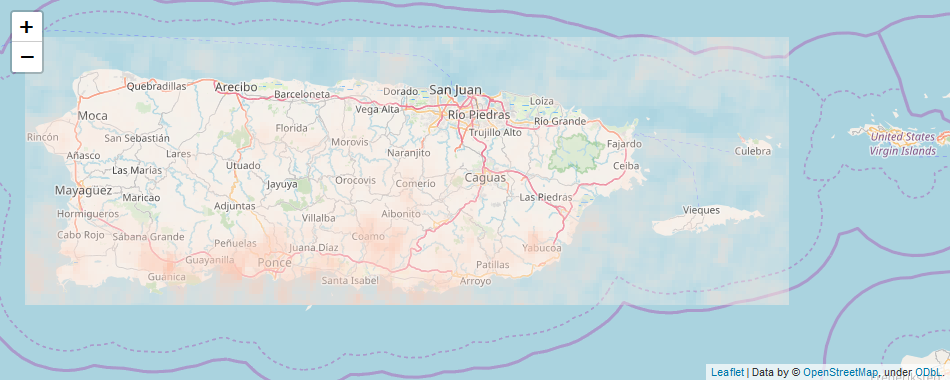 +
−
Quebradillas
Arecibo
Barceloneta
Dorado
San Juan
Loíza
Moca
Vega Alta
Río Piedras
Río Grande
Rincón
San Sebastián
Florida
Morovis
Trujillo Alto
Fajardo
United States
Virgin Islands
Añasco
Lares
Naranjito
Culebra
Las Marías
Utuado
Ceiba
Mayagüez
Maricao
Jayuya
Orocovis
Comerío
Caguas
Las Piedras
Adjuntas
Hormigueros
Villalba
Aibonito
Vieques
Cabo Rojo
Sabana Grande
Peñuelas
Juana Díaz
Coamo
Yabucoa
Guayanilla
Ponce
Patillas
Guánica
Santa Isabel
Arroyo
Leaflet | Data by © OpenStreetMap, under ODbL.